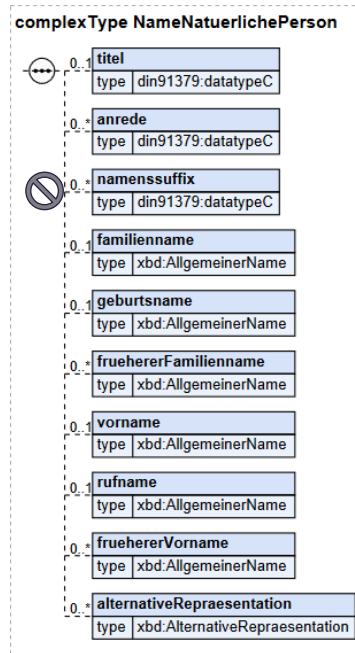 complexType NameNatuerlichePerson
0..1 titel
type din91379:datatypeC
0..* anrede
type din91379:datatypeC
0..* namenssuffix
type din91379:datatypeC
0..1 familienname
type xbd:AllgemeinerName
0..1 geburtsname
type xbd:AllgemeinerName
0..* fruehererFamilienname
type xbd:AllgemeinerName
0..1 vorname
type xbd:AllgemeinerName
0..1 rufname
type xbd:AllgemeinerName
0..* fruehererVorname
type xbd:AllgemeinerName
0..* alternativeRepraesentation
type xbd:AlternativeRepraesentation